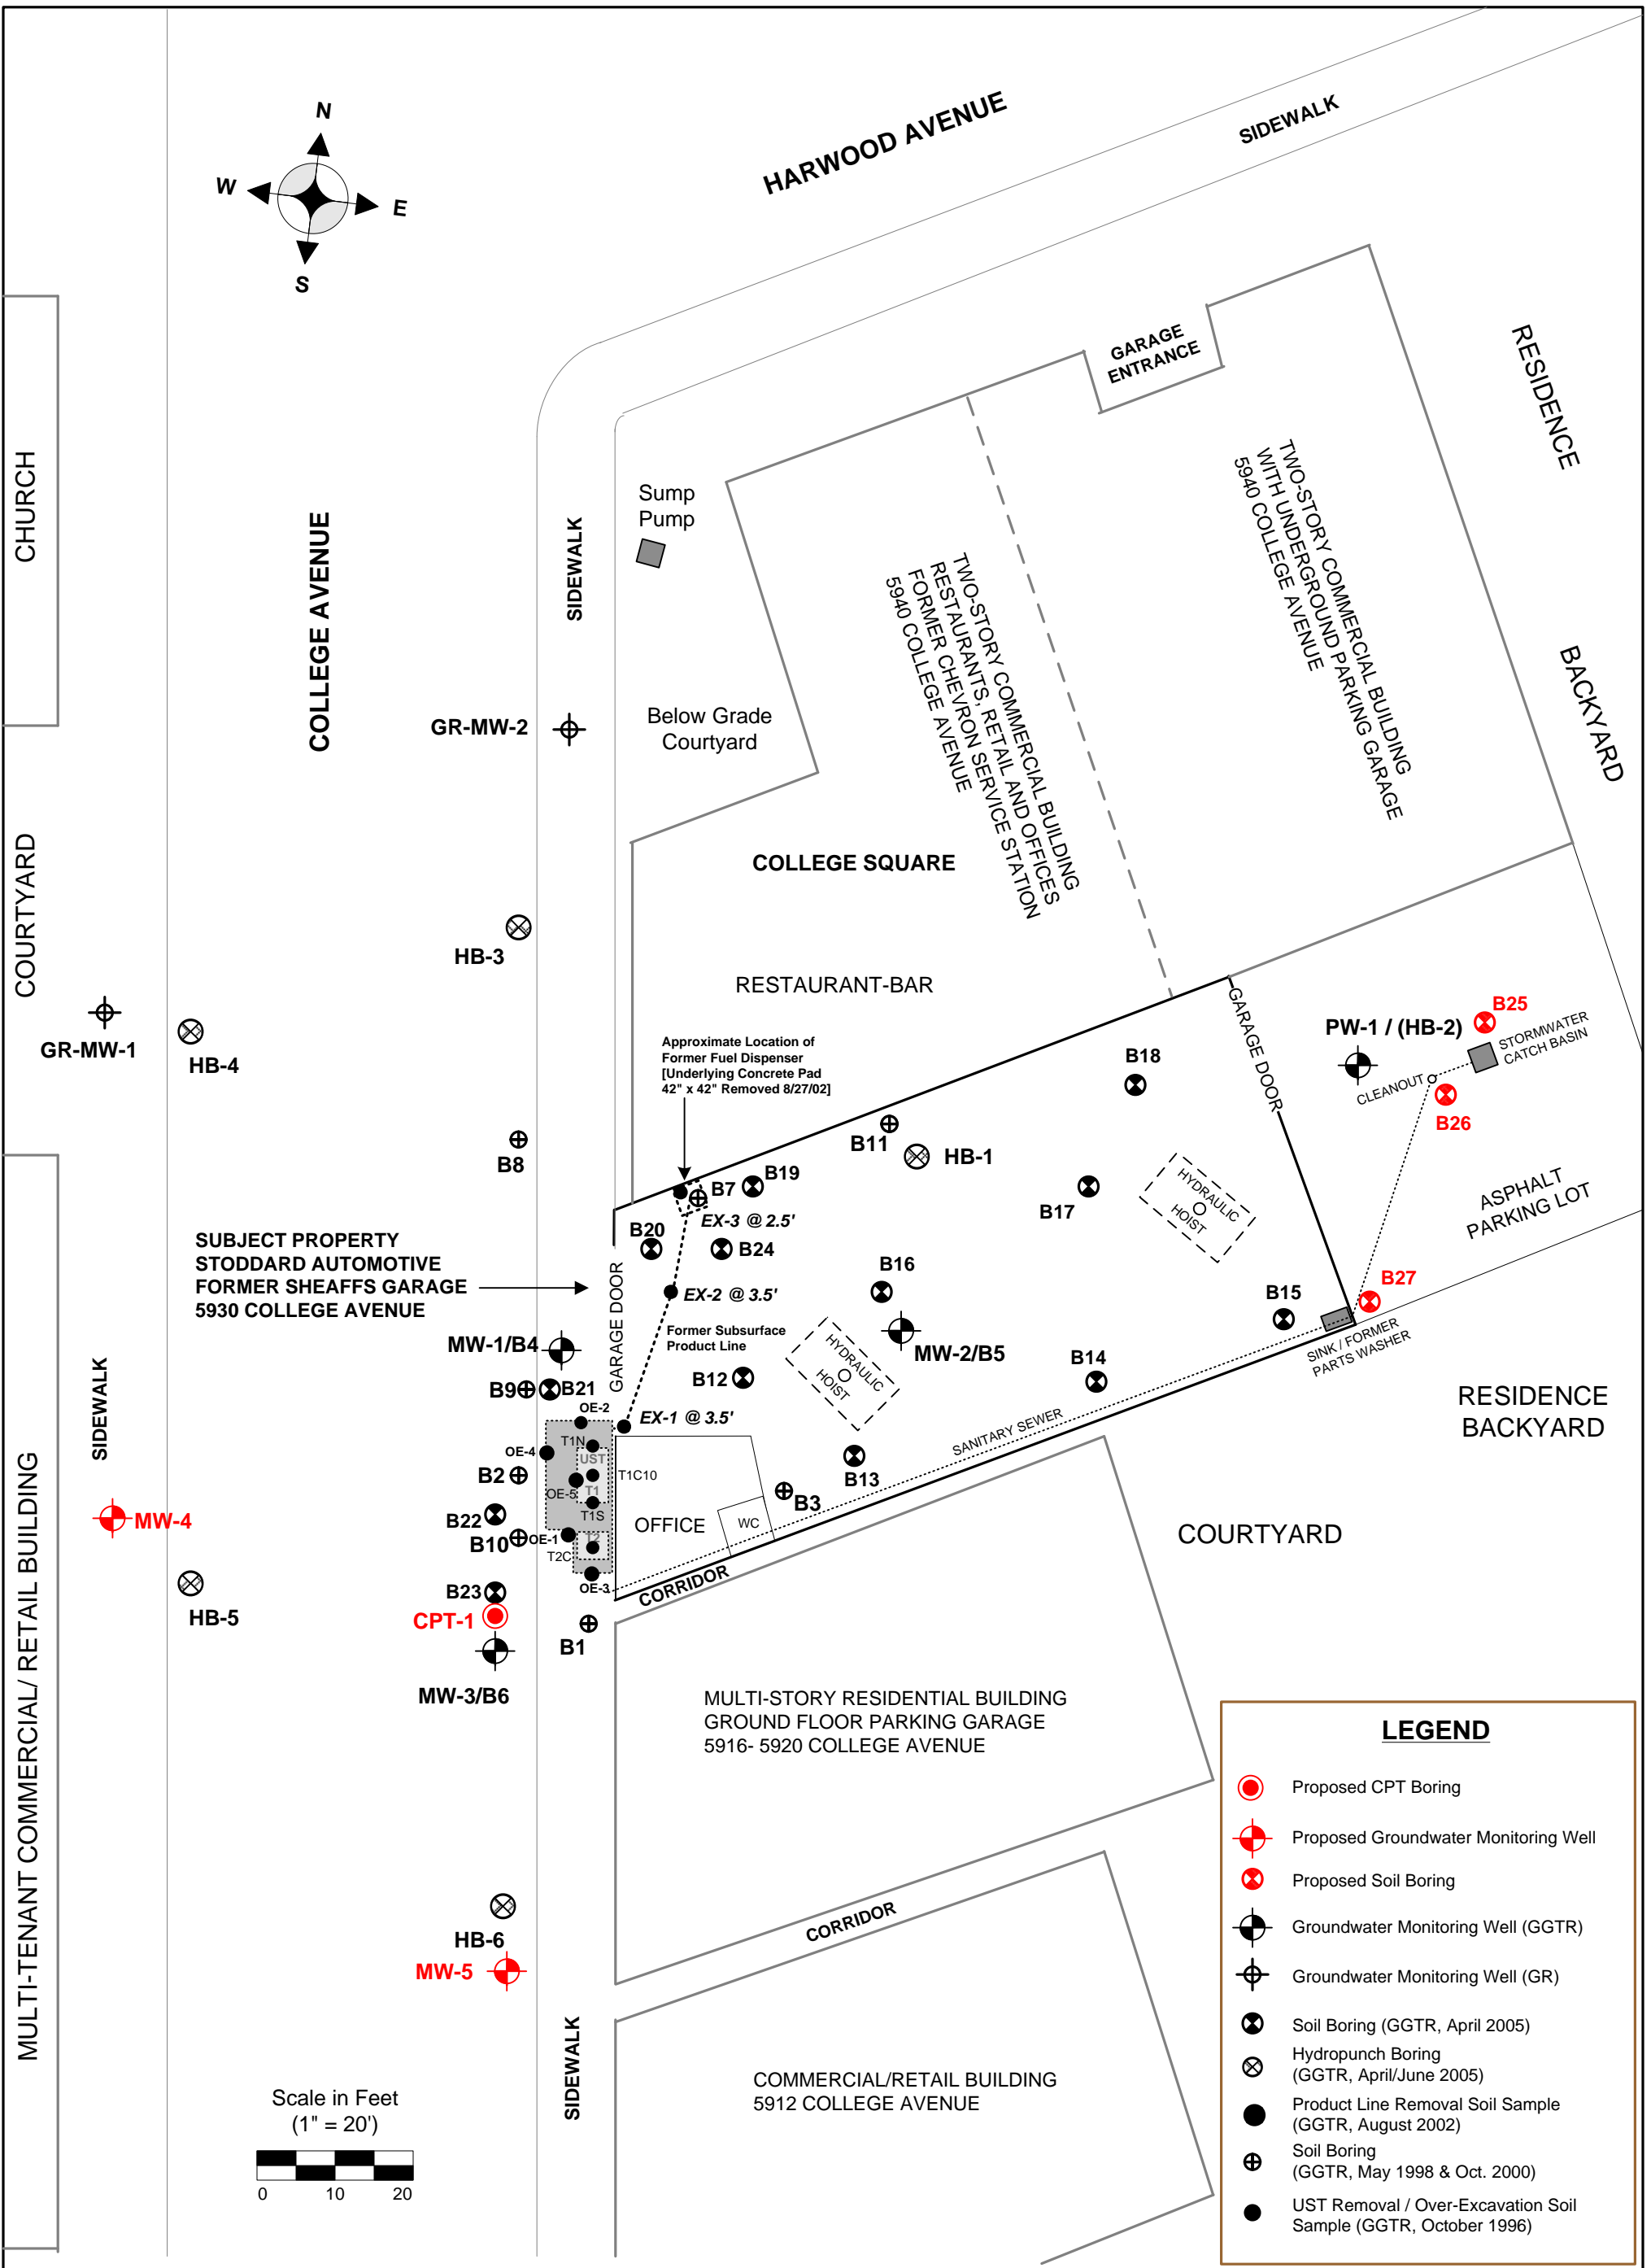 N
W
E
S
HARWOOD AVENUE
SIDEWALK
CHURCH
COLLEGE AVENUE
SIDEWALK
Sump
Pump
GARAGE
ENTRANCE
RESIDENCE
BACKYARD
TWO-STORY COMMERCIAL BUILDING
WITH UNDERGROUND PARKING GARAGE
5940 COLLEGE AVENUE
TWO-STORY COMMERCIAL BUILDING
RESTAURANTS, RETAIL AND OFFICES
FORMER CHEVRON SERVICE STATION
5940 COLLEGE AVENUE
GR-MW-2
Below Grade
Courtyard
COURTYARD
COLLEGE SQUARE
HB-3
RESTAURANT-BAR
GR-MW-1
HB-4
Approximate Location of
Former Fuel Dispenser
[Underlying Concrete Pad
42" x 42" Removed 8/27/02]
GARAGE DOOR
PW-1 / (HB-2)
B25
STORMWATER
CATCH BASIN
CLEANOUT
B26
B18
B11
HB-1
B8
B19
B7
EX-3 @ 2.5'
B17
HYDRAULIC
HOIST
ASPHALT
PARKING LOT
SUBJECT PROPERTY
STODDARD AUTOMOTIVE
FORMER SHEAFFS GARAGE
5930 COLLEGE AVENUE
B20
B24
GARAGE DOOR
EX-2 @ 3.5'
B16
B15
B27
Former Subsurface
Product Line
MW-1/B4
MW-2/B5
HYDRAULIC
HOIST
SINK / FORMER
PARTS WASHER
B9
B21
B12
B14
RESIDENCE
BACKYARD
SIDEWALK
OE-2
EX-1 @ 3.5'
T1N
OE-4
UST
T1C10
B2
OE-5
T1
T1S
B13
SANITARY SEWER
B3
MW-4
B22
B10
OE-1
T2
T2C
OFFICE
WC
COURTYARD
MULTI-TENANT COMMERCIAL/ RETAIL BUILDING
HB-5
B23
OE-3
CORRIDOR
CPT-1
B1
MW-3/B6
MULTI-STORY RESIDENTIAL BUILDING
GROUND FLOOR PARKING GARAGE
5916- 5920 COLLEGE AVENUE
HB-6
MW-5
CORRIDOR
SIDEWALK
COMMERCIAL/RETAIL BUILDING
5912 COLLEGE AVENUE
Scale in Feet
(1" = 20')
0 10 20
LEGEND
Proposed CPT Boring
Proposed Groundwater Monitoring Well
Proposed Soil Boring
Groundwater Monitoring Well (GGTR)
Groundwater Monitoring Well (GR)
Soil Boring (GGTR, April 2005)
Hydropunch Boring
(GGTR, April/June 2005)
Product Line Removal Soil Sample
(GGTR, August 2002)
Soil Boring
(GGTR, May 1998 & Oct. 2000)
UST Removal / Over-Excavation Soil
Sample (GGTR, October 1996)